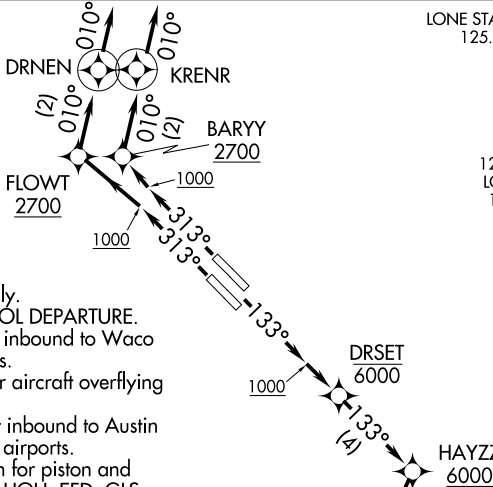 010°
010°
LONE STA
125.
DRNEN
KRENR
(2)
010°
010°
(2)
BARYY
2700
FLOWT
2700
1000
313°
1000
313°
133°
DRSET
6000
1000
133°
(4)
HAYZZ
6000
ly.
OL DEPARTURE.
inbound to Waco
s.
r aircraft overflying
inbound to Austin
airports.
n for piston and
12
LO
1